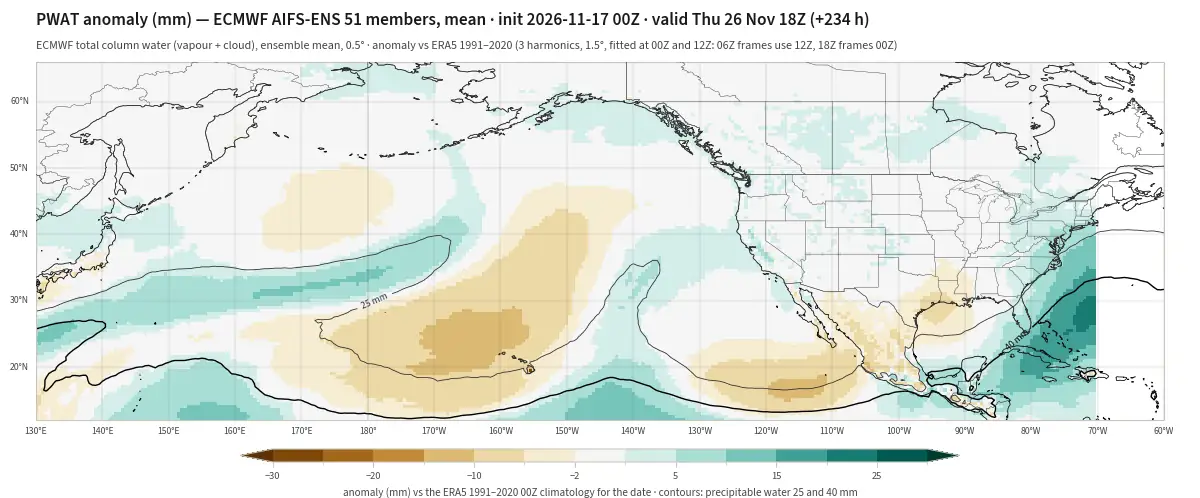 PWAT anomaly (mm) — ECMWF AIFS-ENS 51 members, mean · init 2026-11-17 00Z · valid Thu 26 Nov 18Z (+234 h)
ECMWF total column water (vapour + cloud), ensemble mean, 0.5° · anomaly vs ERA5 1991–2020 (3 harmonics, 1.5°, fitted at 00Z and 12Z: 06Z frames use 12Z, 18Z frames 00Z)
60°N
50°N
40°N
30°N
20°N
25 mm
40 mm
130°E 140°E 150°E 160°E 170°E 180° 170°W 160°W 150°W 140°W 130°W 120°W 110°W 100°W 90°W 80°W 70°W 60°W
−30 −20 −10 −2 5 15 25
anomaly (mm) vs the ERA5 1991–2020 00Z climatology for the date · contours: precipitable water 25 and 40 mm